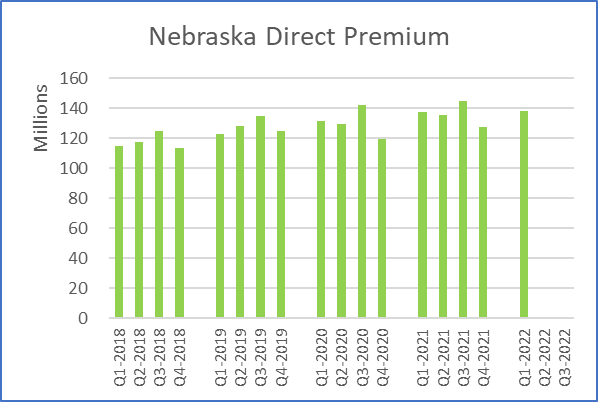 Nebraska Direct Premium
Millions
160
140
120
100
80
60
40
20
0
Q1-2018
Q2-2018
Q3-2018
Q4-2018
Q1-2019
Q2-2019
Q3-2019
Q4-2019
Q1-2020
Q2-2020
Q3-2020
Q4-2020
Q1-2021
Q2-2021
Q3-2021
Q4-2021
Q1-2022
Q2-2022
Q3-2022